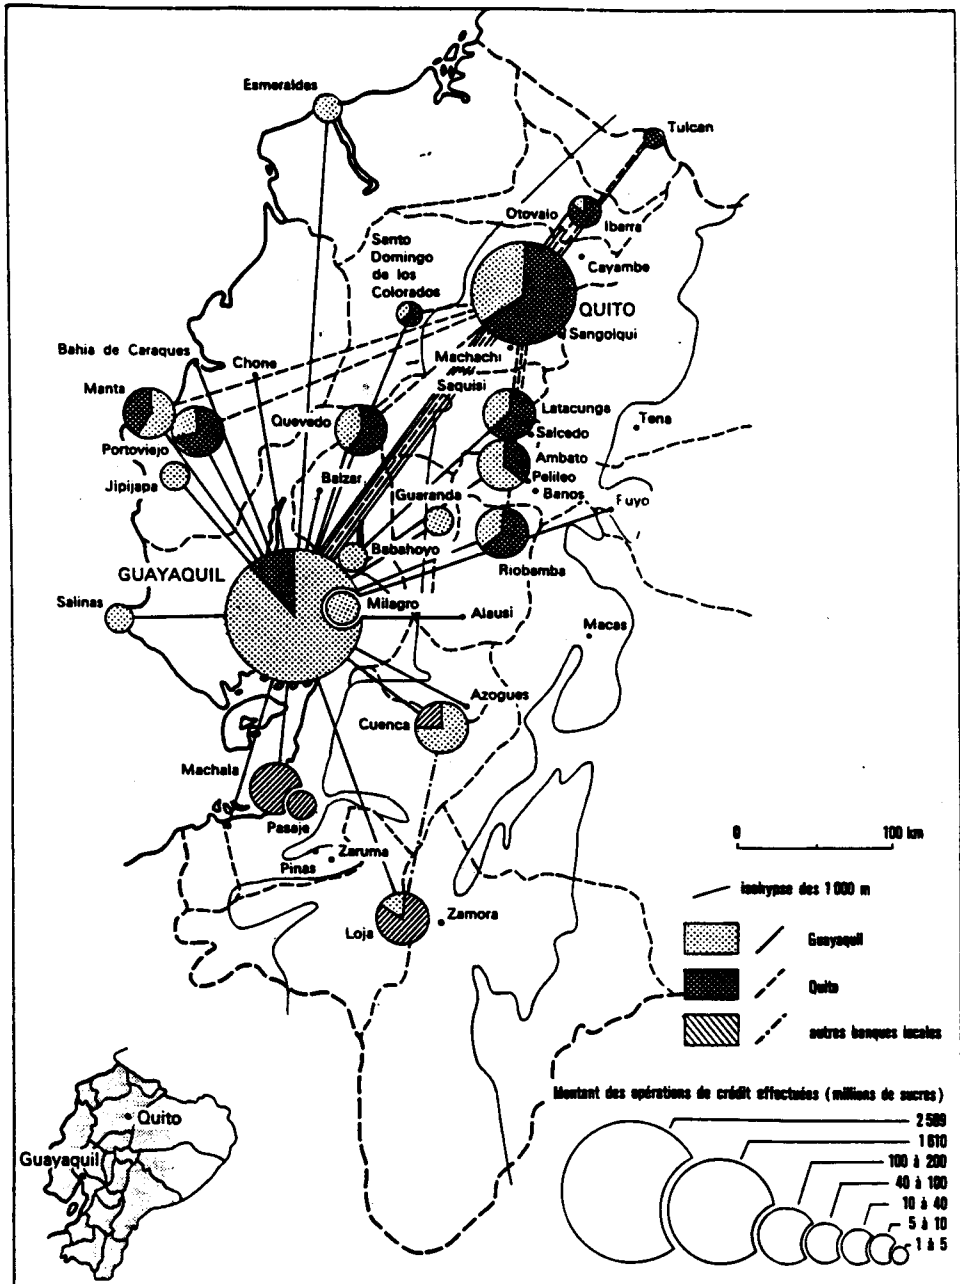 Esmeraldas
Tulcan
Otovalo
Ibarra
Santo
Domingo
de los
Colorados
Cayambe
QUITO
Sangolqui
Machachi
Bahia de Caraques
Chone
Saquisi
Manta
Quevedo
Latacunga
Tena
Salcedo
Portoviejo
Ambato
Jipijapa
Balzar
Pelileo
Guaranda
Banos
Puyo
Babahoyo
GUAYAQUIL
Riobamba
Salinas
Milagro
Alausi
Macas
Azogues
Cuenca
Machala
Pasaje
Zaruma
Pinas
Loja
Zamora
0 100 km
isohypse des 1 000 m
Guayaquil
Quito
autres banques locales
Montant des opérations de crédit effectuées (millions de sucres)
2 589
1 610
100 à 200
40 à 100
10 à 40
5 à 10
1 à 5
Quito
Guayaquil